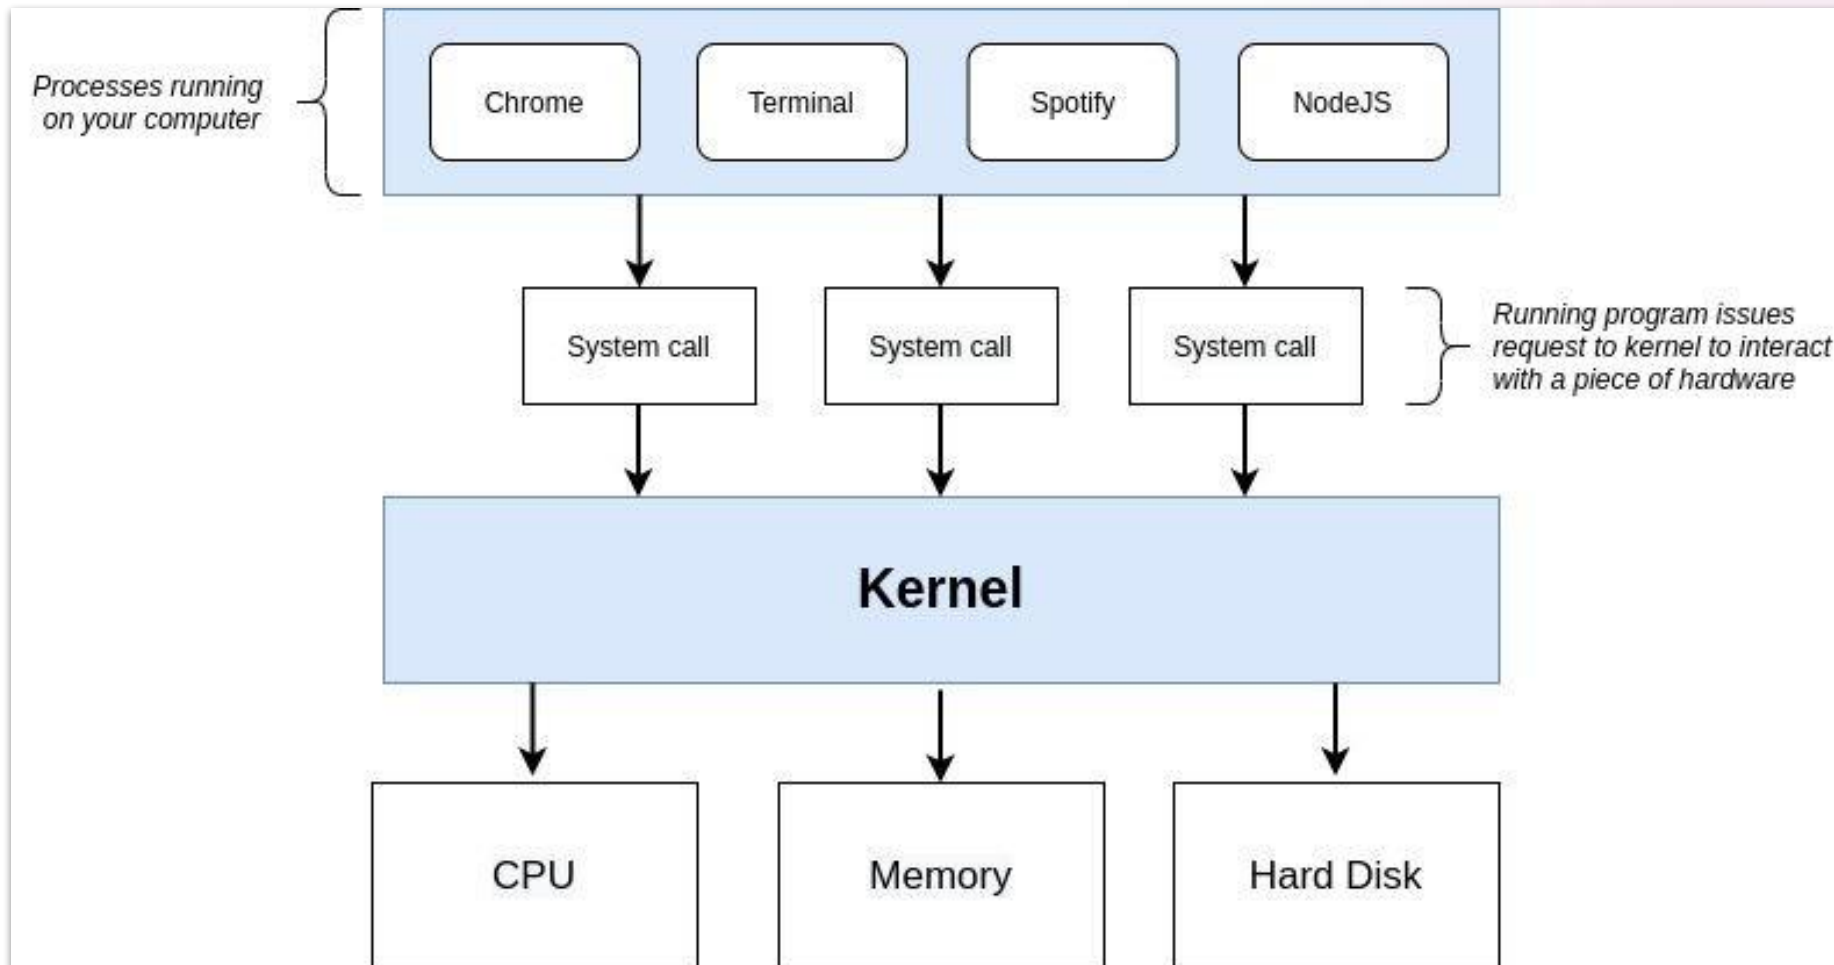 Processes running
on your computer
Chrome
Terminal
Spotify
NodeJS
System call
System call
System call
Running program issues
request to kernel to interact
with a piece of hardware
Kernel
CPU
Memory
Hard Disk